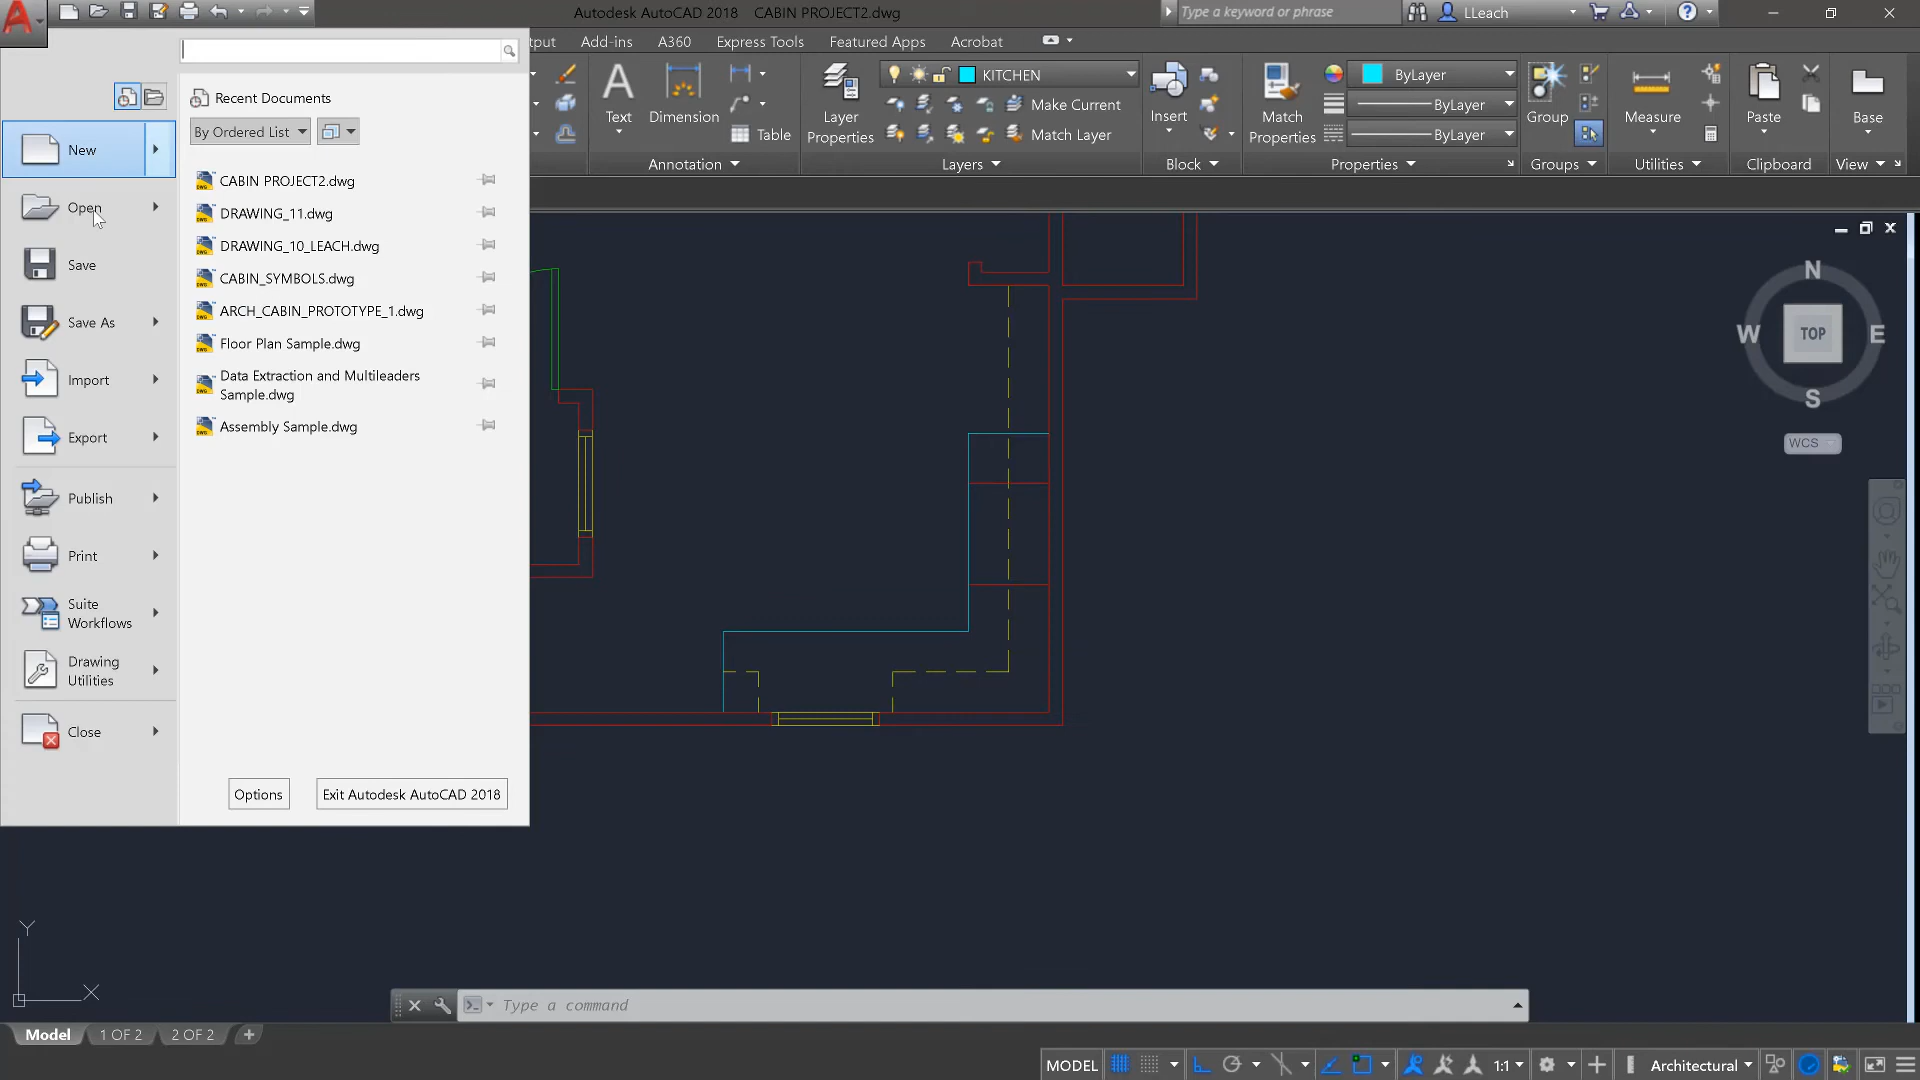 Autodesk AutoCAD 2018 CABIN PROJECT2.dwg
Type a keyword or phrase
LLeach
put
Add-ins
A360
Express Tools
Featured Apps
Acrobat
Recent Documents
By Ordered List
New
Open
Save
Save As
Import
Export
Publish
Print
Suite
Workflows
Drawing
Utilities
Close
CABIN PROJECT2.dwg
DRAWING_11.dwg
DRAWING_10_LEACH.dwg
CABIN_SYMBOLS.dwg
ARCH_CABIN_PROTOTYPE_1.dwg
Floor Plan Sample.dwg
Data Extraction and Multileaders
Sample.dwg
Assembly Sample.dwg
Options
Exit Autodesk AutoCAD 2018
Text
Dimension
Table
Annotation
Layer
Properties
KITCHEN
Make Current
Match Layer
Layers
Insert
Block
Match
Properties
ByLayer
ByLayer
ByLayer
Properties
Group
Groups
Measure
Utilities
Paste
Clipboard
Base
View
N
W
TOP
E
S
WCS
Y
X
Type a command
Model
1 OF 2
2 OF 2
MODEL
1:1
Architectural